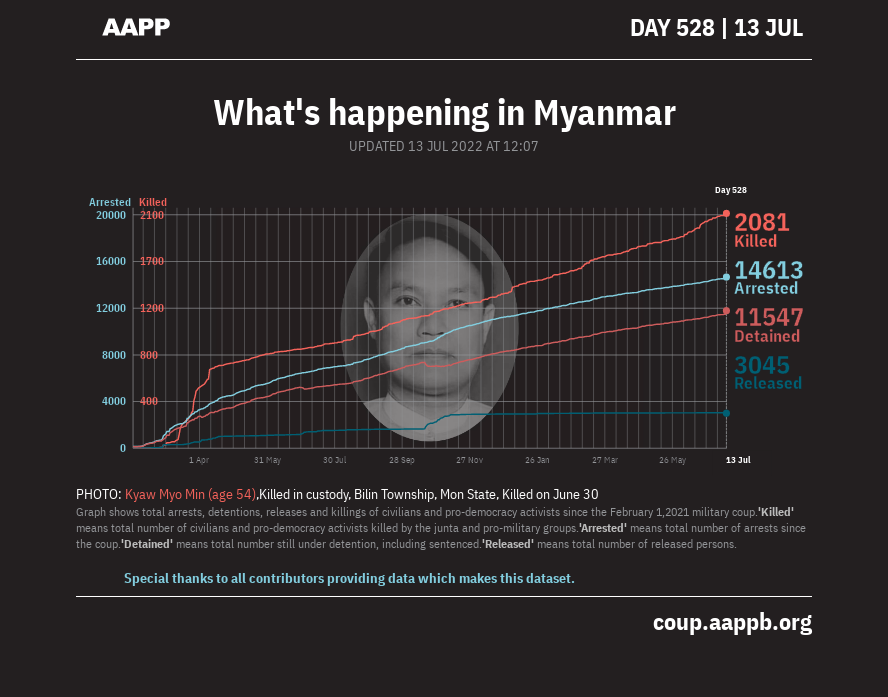 AAPP
DAY 528 | 13 JUL
What's happening in Myanmar
UPDATED 13 JUL 2022 AT 12:07
Day 528
Arrested Killed
20000 2100
16000 1700
12000 1200
8000 800
4000 400
0
2081
Killed
14613
Arrested
11547
Detained
3045
Released
1 Apr 31 May 30 Jul 28 Sep 27 Nov 26 Jan 27 Mar 26 May 13 Jul
PHOTO: Kyaw Myo Min (age 54),Killed in custody, Bilin Township, Mon State, Killed on June 30
Graph shows total arrests, detentions, releases and killings of civilians and pro-democracy activists since the February 1,2021 military coup.'Killed'
means total number of civilians and pro-democracy activists killed by the junta and pro-military groups.'Arrested' means total number of arrests since
the coup.'Detained' means total number still under detention, including sentenced.'Released' means total number of released persons.
Special thanks to all contributors providing data which makes this dataset.
coup.aappb.org